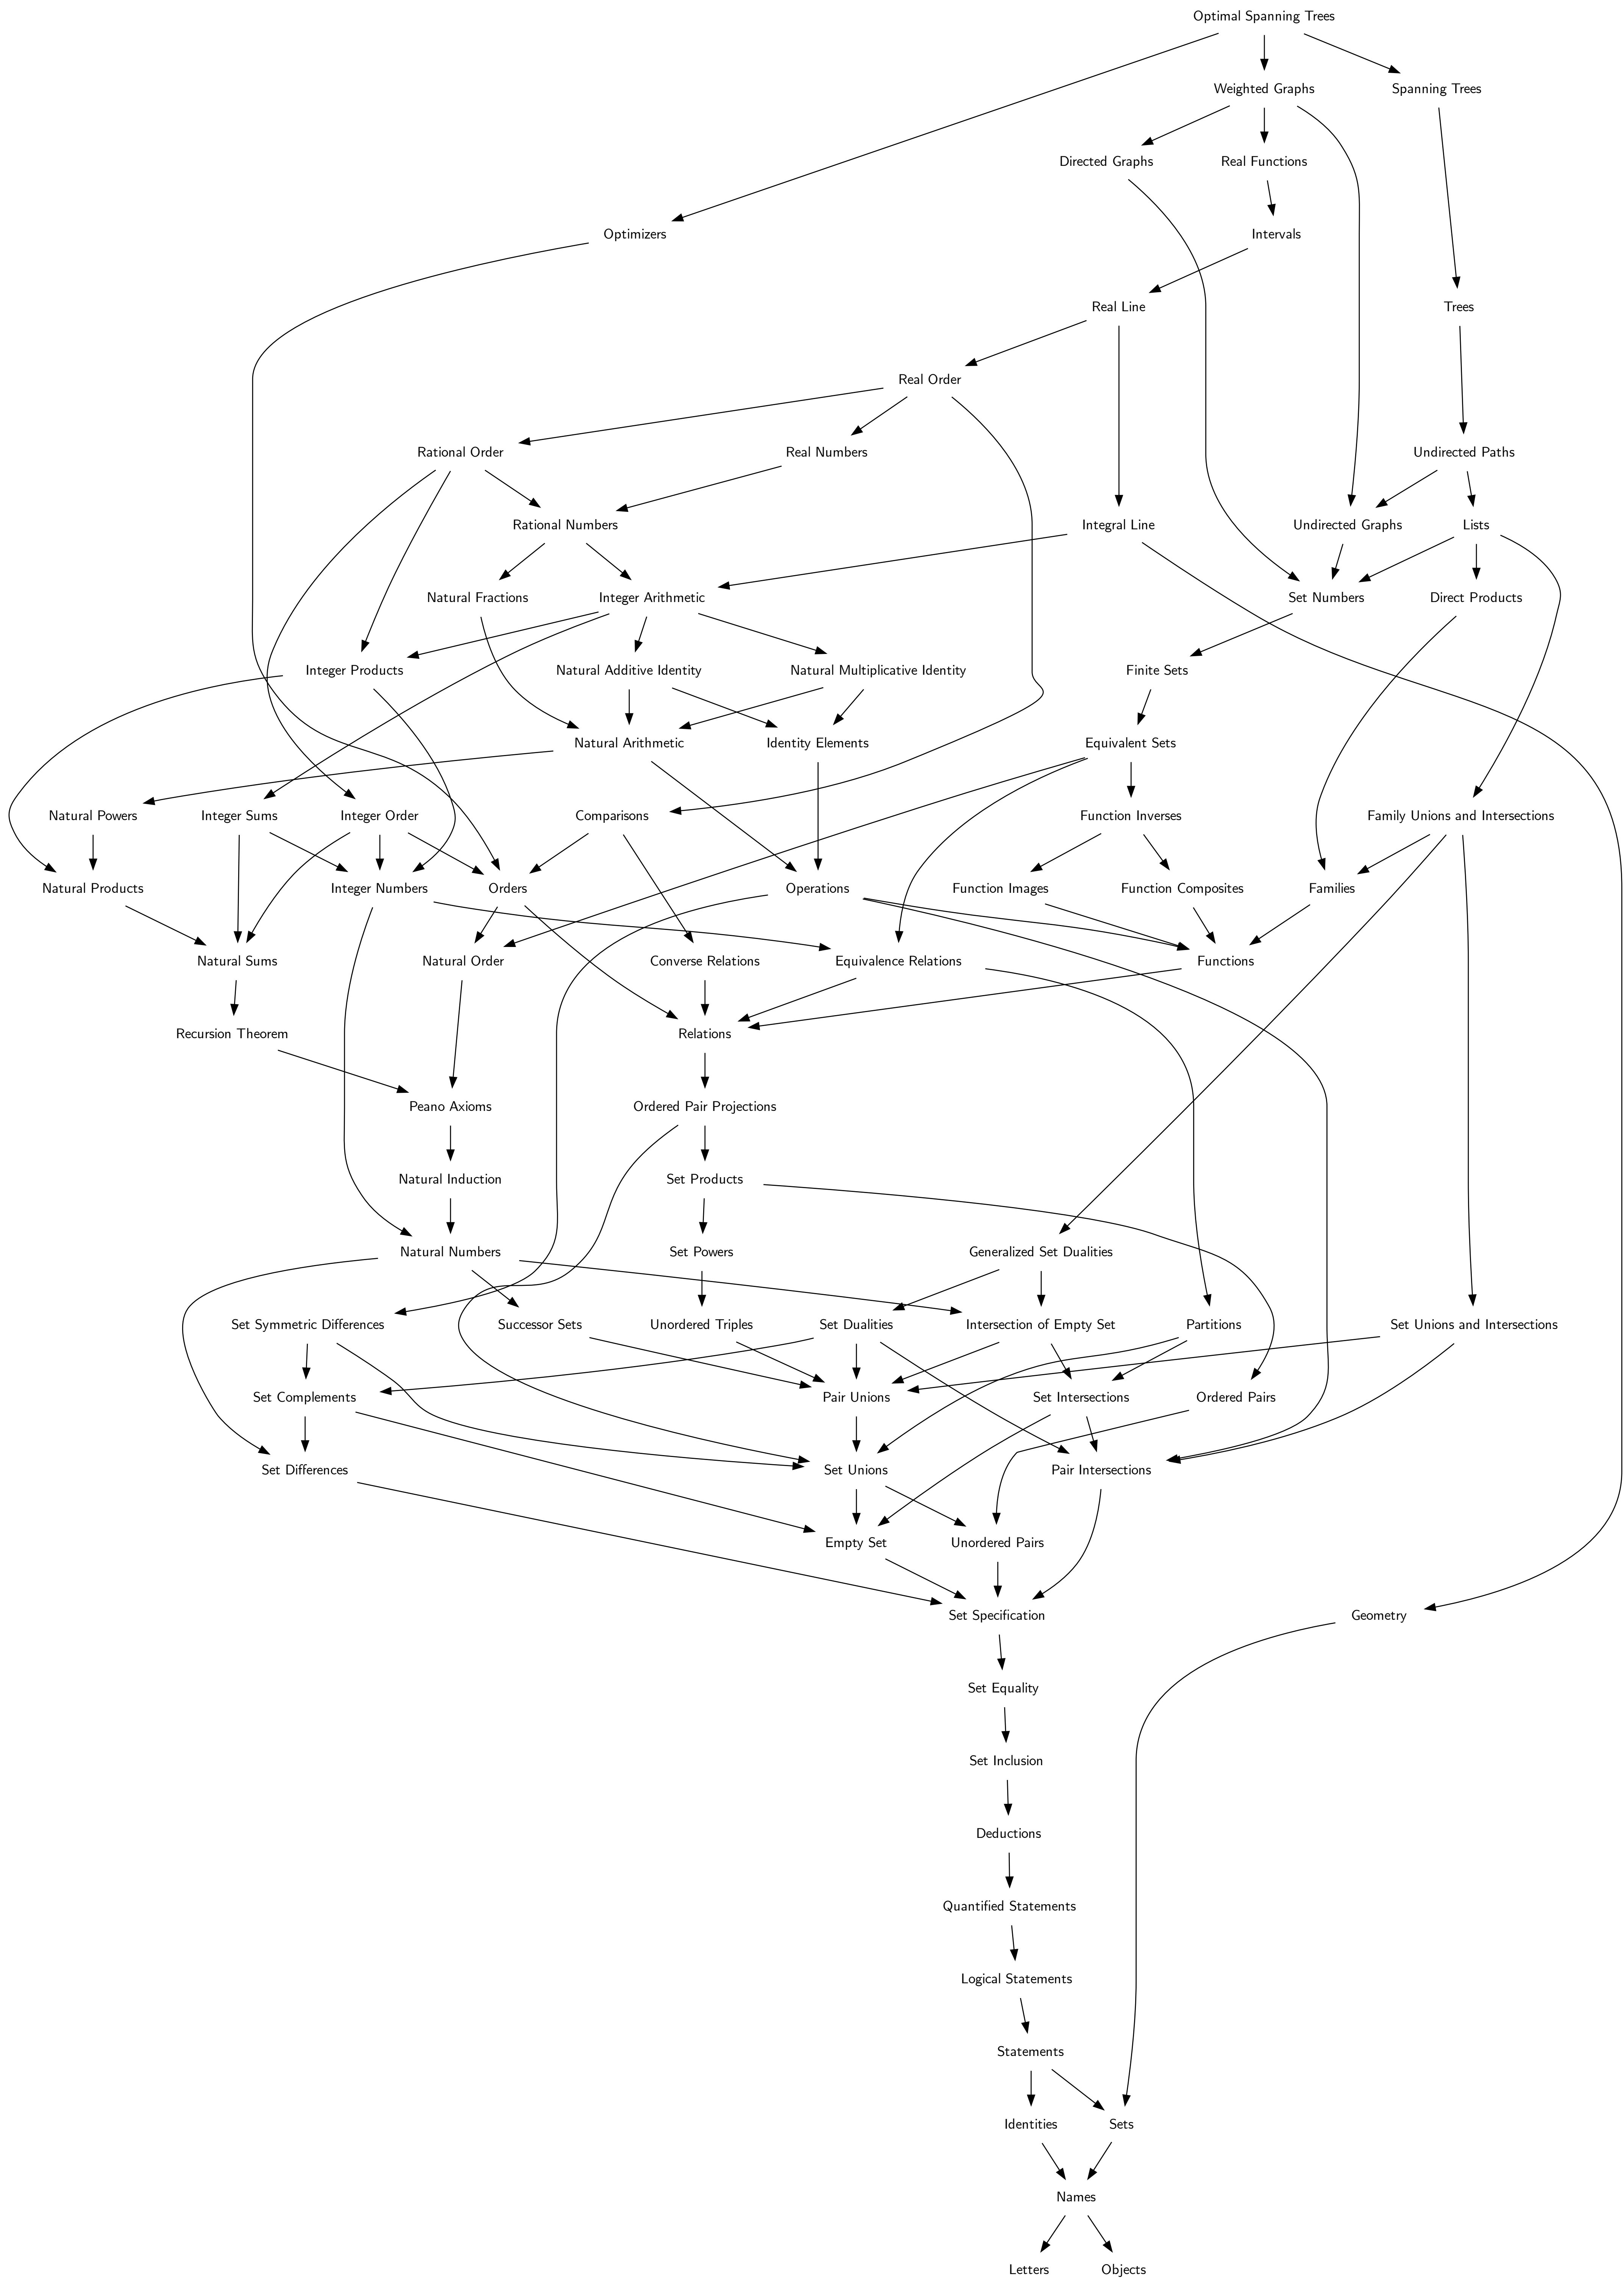 Optimal Spanning Trees
Weighted Graphs
Spanning Trees
Directed Graphs
Real Functions
Optimizers
Intervals
Real Line
Trees
Real Order
Rational Order
Real Numbers
Undirected Paths
Rational Numbers
Integral Line
Undirected Graphs
Lists
Natural Fractions
Integer Arithmetic
Set Numbers
Direct Products
Integer Products
Natural Additive Identity
Natural Multiplicative Identity
Finite Sets
Natural Arithmetic
Identity Elements
Equivalent Sets
Natural Powers
Integer Sums
Integer Order
Comparisons
Function Inverses
Family Unions and Intersections
Natural Products
Integer Numbers
Orders
Operations
Function Images
Function Composites
Families
Natural Sums
Natural Order
Converse Relations
Equivalence Relations
Functions
Recursion Theorem
Relations
Peano Axioms
Ordered Pair Projections
Natural Induction
Set Products
Natural Numbers
Set Powers
Generalized Set Dualities
Set Symmetric Differences
Successor Sets
Unordered Triples
Set Dualities
Intersection of Empty Set
Partitions
Set Unions and Intersections
Set Complements
Pair Unions
Set Intersections
Ordered Pairs
Set Differences
Set Unions
Pair Intersections
Empty Set
Unordered Pairs
Set Specification
Geometry
Set Equality
Set Inclusion
Deductions
Quantified Statements
Logical Statements
Statements
Identities
Sets
Names
Letters
Objects